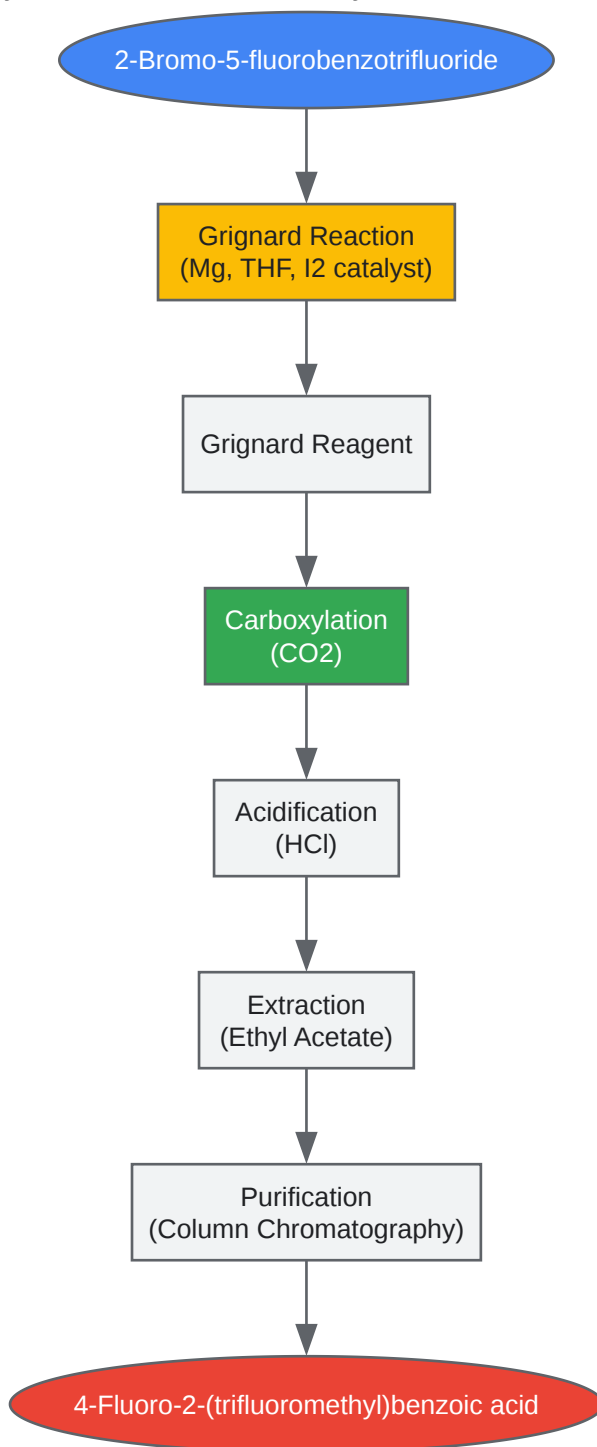 2-Bromo-5-fluorobenzotrifluoride
Grignard Reaction
(Mg, THF, I2 catalyst)
Grignard Reagent
Carboxylation
(CO2)
Acidification
(HCl)
Extraction
(Ethyl Acetate)
Purification
(Column Chromatography)
4-Fluoro-2-(trifluoromethyl)benzoic acid